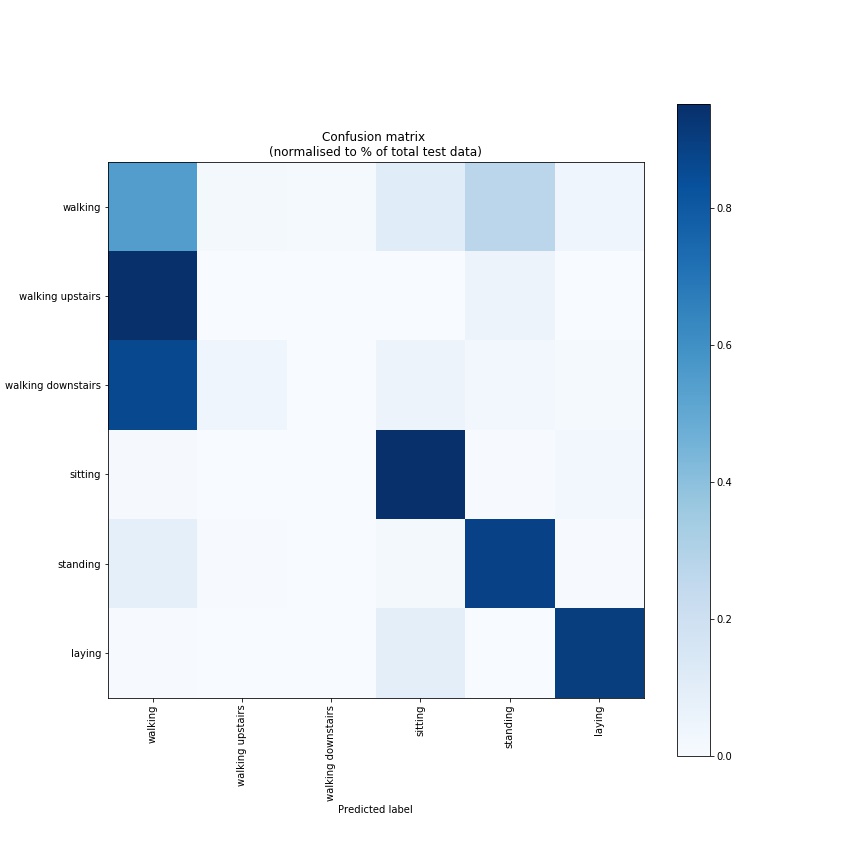 Confusion matrix
(normalised to % of total test data)
walking
walking upstairs
walking downstairs
sitting
standing
laying
walking
walking upstairs
walking downstairs
sitting
standing
laying
Predicted label
0.8
0.6
0.4
0.2
0.0